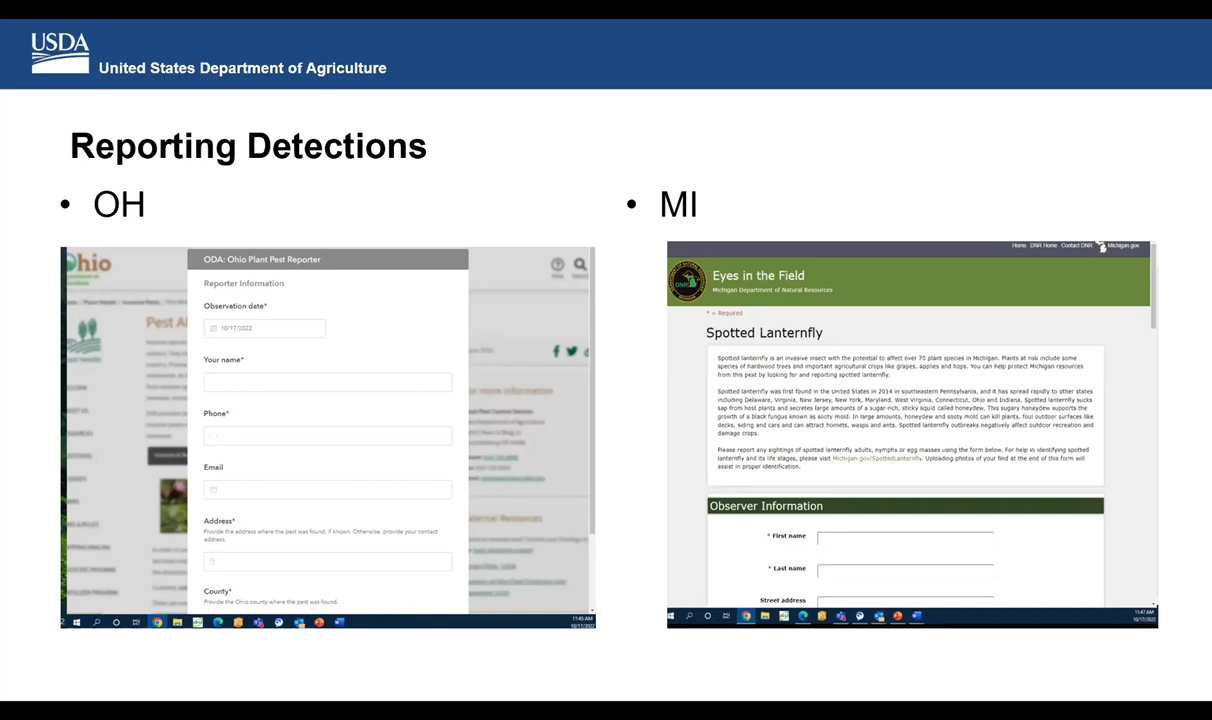 USDA
United States Department of Agriculture
Reporting Detections
• OH
• MI
Ohio
ODA: Ohio Plant Pest Reporter
Reporter Information
Observation date*
10/17/2022
Your name*
Phone*
Email
Address*
Provide the address where the pest was found, if known. Otherwise, provide your contact
address.
County*
Provide the Ohio county where the pest was found.
11:45 AM
10/17/2022
Home DNR Home Contact DNR Michigan.gov
DNR
Eyes in the Field
Michigan Department of Natural Resources
* = Required
Spotted Lanternfly
Spotted lanternfly is an invasive insect with the potential to affect over 70 plant species in Michigan. Plants at risk include some
species of hardwood trees and important agricultural crops like grapes, apples and hops. You can help protect Michigan resources
from this pest by looking for and reporting spotted lanternfly.
Spotted lanternfly was first found in the United States in 2014 in southeastern Pennsylvania, and it has spread rapidly to other states
including Delaware, Virginia, New Jersey, New York, Maryland, West Virginia, Connecticut, Ohio and Indiana. Spotted lanternfly sucks
sap from host plants and secretes large amounts of a sugar-rich, sticky liquid called honeydew. This sugary honeydew supports the
growth of a black fungus known as sooty mold. In large amounts, honeydew and sooty mold can kill plants, foul outdoor surfaces like
decks, siding and cars and can attract hornets, wasps and ants. Spotted lanternfly outbreaks negatively affect outdoor recreation and
damage crops.
Please report any sightings of spotted lanternfly adults, nymphs or egg masses using the form below. For help in identifying spotted
lanternfly and its life stages, please visit Michigan.gov/SpottedLanternfly. Uploading photos of your find at the end of this form will
assist in proper identification.
Observer Information
* First name
* Last name
Street address
11:47 AM
10/17/2022